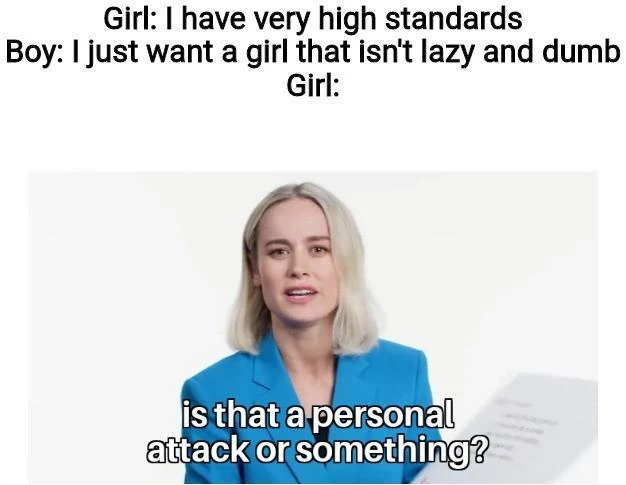 Girl: I have very high standards
Boy: I just want a girl that isn't lazy and dumb
Girl:
is that a personal
attack or something?